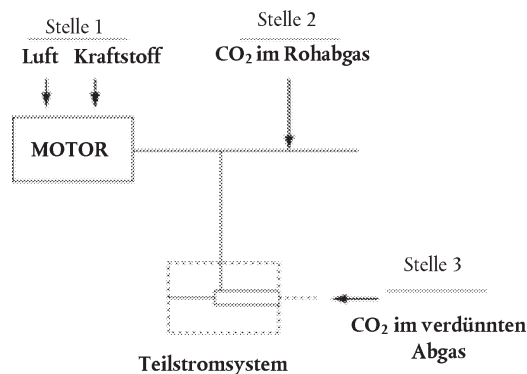 Stelle 1
Luft Kraftstoff
Stelle 2
CO₂ im Rohabgas
MOTOR
Stelle 3
CO₂ im verdünnten
Abgas
Teilstromsystem